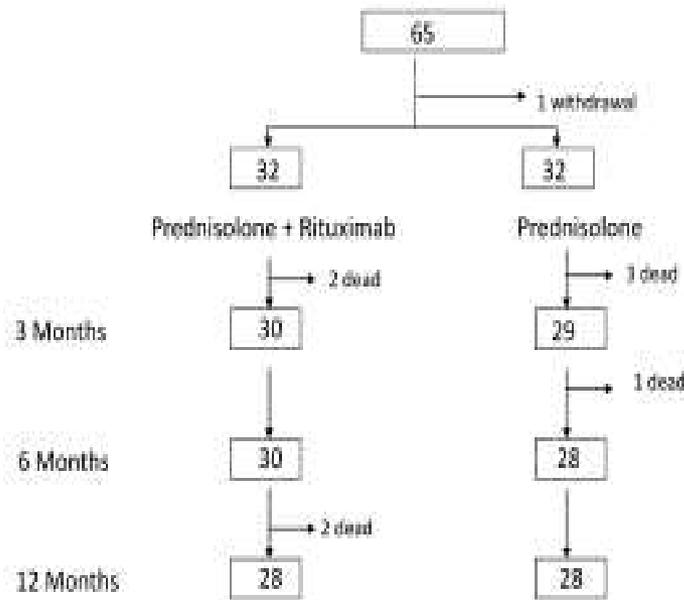 65
1 withdrawal
32 32
Prednisolone + Rituximab Prednisolone
2 dead 3 dead
3 Months 30 29
1 dead
6 Months 30 28
2 dead
12 Months 28 28